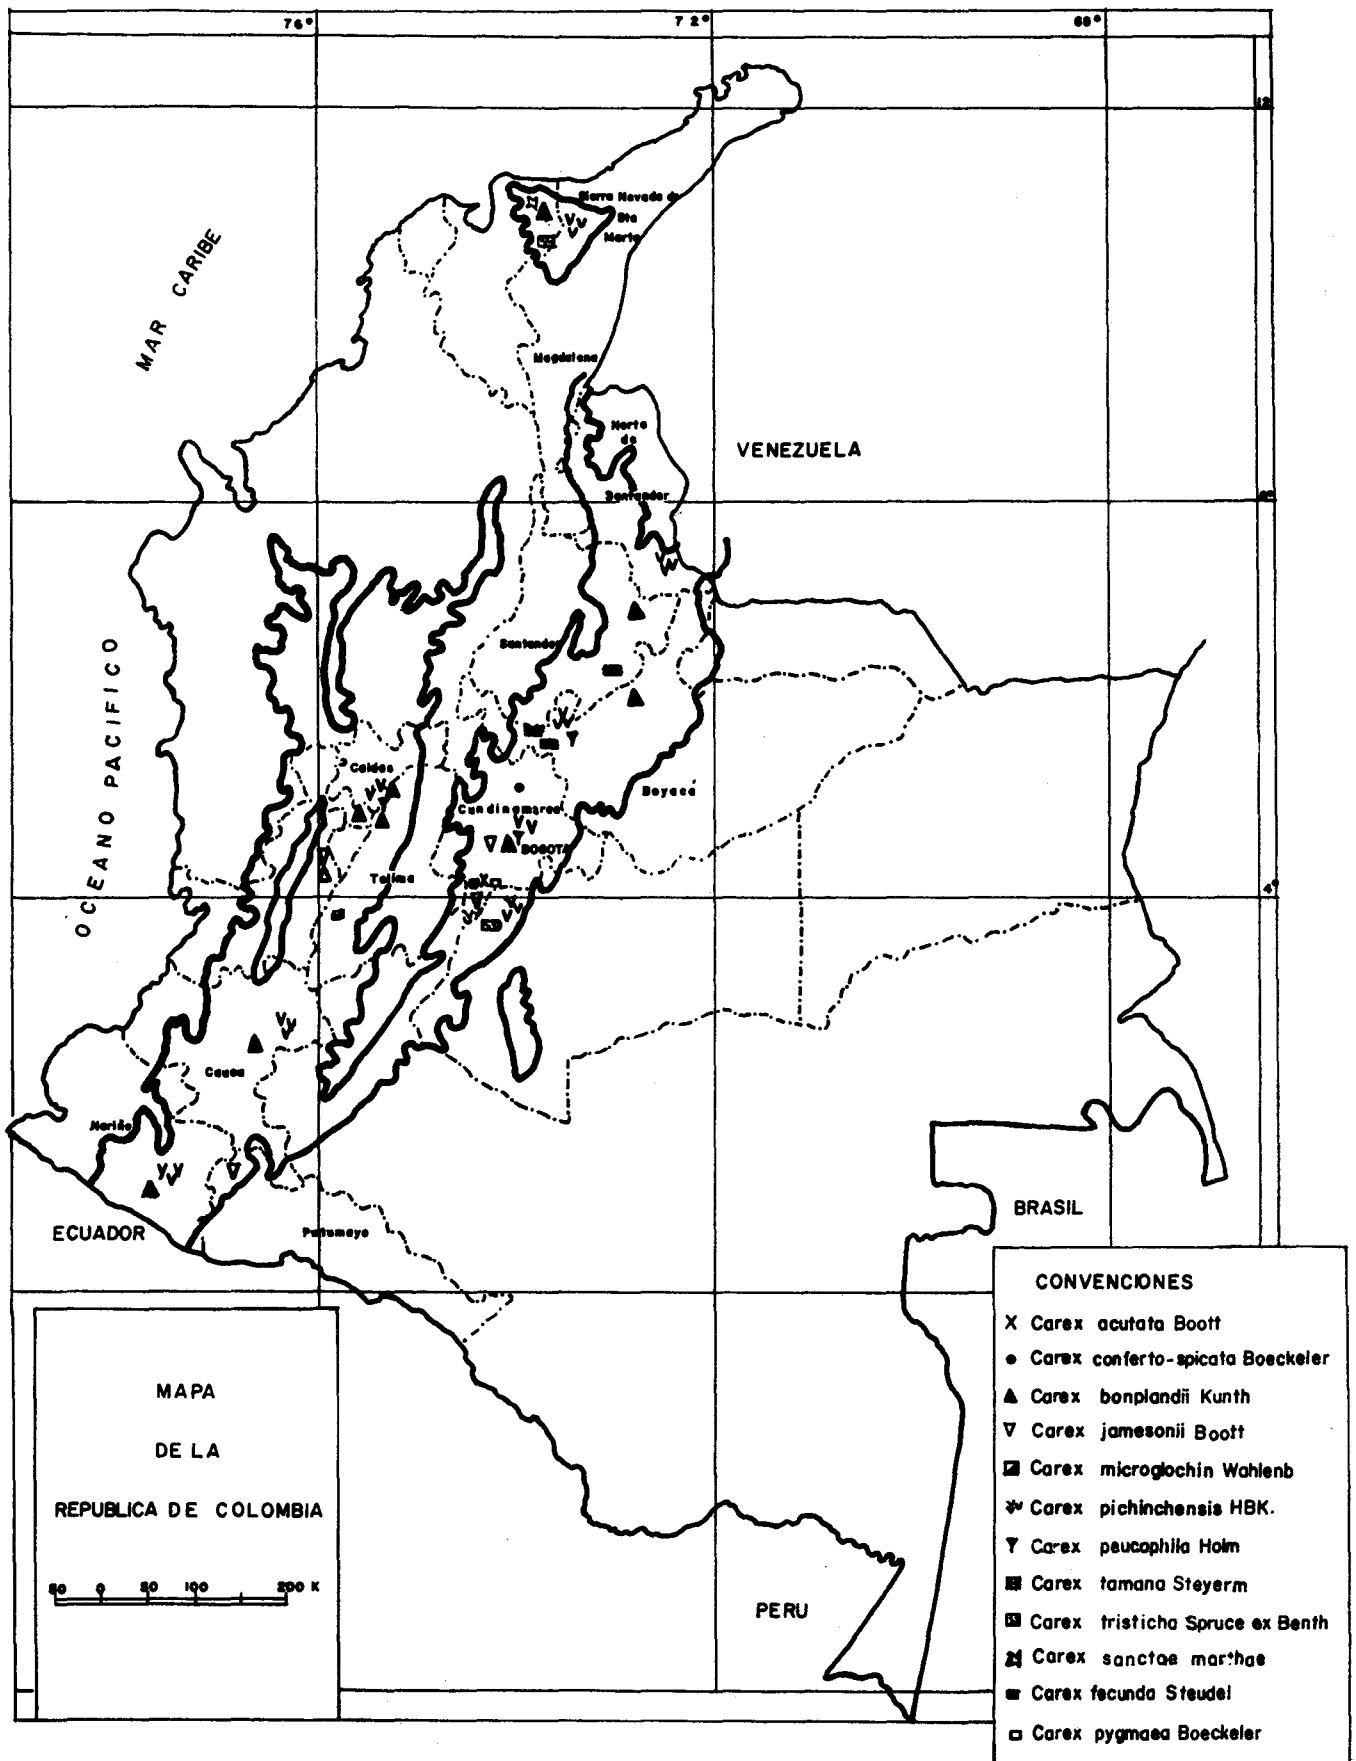 76°
72°
68°
12
Sierra Nevada de
Sta
Marta
MAR CARIBE
Magdalena
Norte
de
Santander
VENEZUELA
Santander
OCEANO PACIFICO
Caldas
Boyacá
Cundinamarca
BOGOTA
Tolima
4°
Cauca
Nariño
ECUADOR
Putumayo
BRASIL
PERU
MAPA
DE LA
REPUBLICA DE COLOMBIA
50 0 50 100 200 K
CONVENCIONES
X Carex acutata Boott
Carex conferto-spicata Boeckeler
Carex bonplandii Kunth
Carex jamesonii Boott
Carex microglochin Wahlenb
Carex pichinchensis HBK.
Carex peucophila Holm
Carex tamana Steyerm
Carex tristicha Spruce ex Benth
Carex sanctae marthae
Carex fecunda Steudel
Carex pygmaea Boeckeler